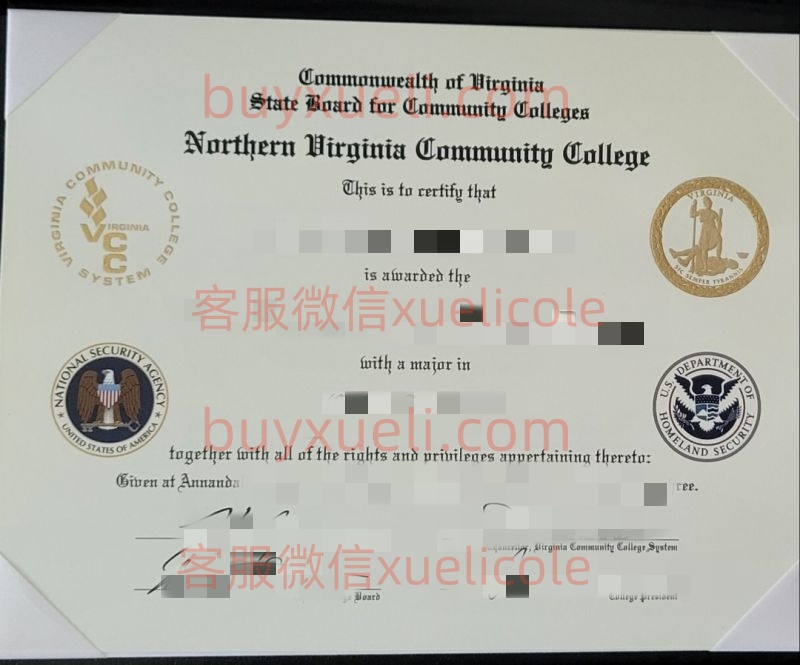 Commonwealth of Virginia
buyxueli.com
State Board for Community Colleges
Northern Virginia Community College
This is to certify that
VIRGINIA COMMUNITY COLLEGE SYSTEM
VIRGINIA
VCC
VIRGINIA
SIC SEMPER TYRANNIS
is awarded the
客服微信xuelicole
with a major in
NATIONAL SECURITY AGENCY
UNITED STATES OF AMERICA
U.S. DEPARTMENT OF
HOMELAND SECURITY
buyxueli.com
together with all of the rights and privileges appertaining thereto:
Given at
Chancellor, Virginia Community College System
客服微信xuelicole
Board
College President